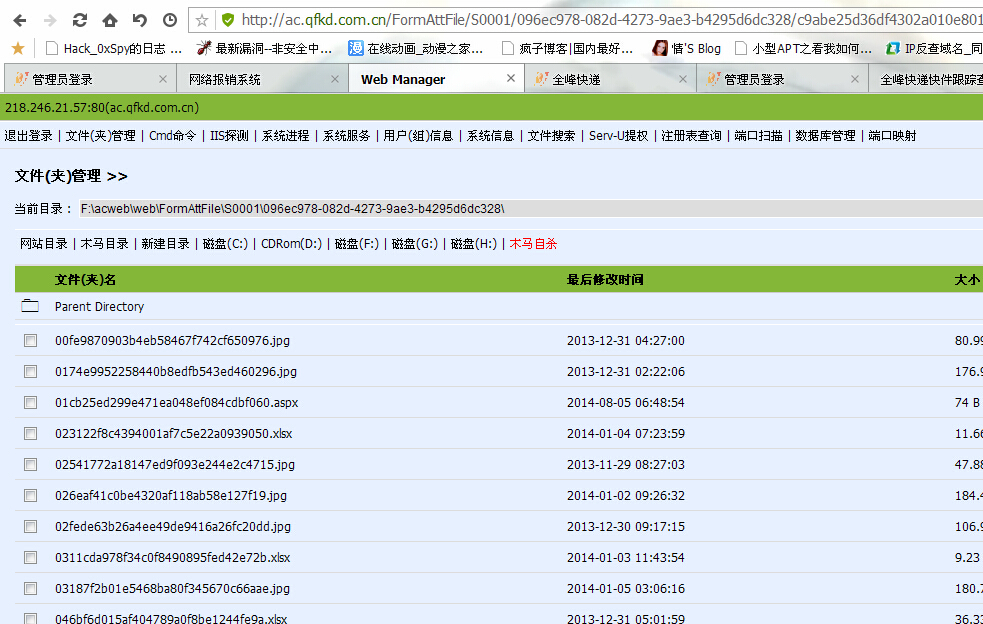 http://ac.qfkd.com.cn/FormAttFile/S0001/096ec978-082d-4273-9ae3-b4295d6dc328/c9abe25d36df4302a010e801
Hack_0xSpy的日志 ... 最新漏洞--非安全中... 在线动画_动漫之家... 疯子博客|国内最好... 情'S Blog 小型APT之看我如何... IP反查域名_同
管理员登录 网络报销系统 Web Manager 全峰快递 管理员登录 全峰快递快件跟踪查
218.246.21.57:80(ac.qfkd.com.cn)
退出登录 | 文件(夹)管理 | Cmd命令 | IIS探测 | 系统进程 | 系统服务 | 用户(组)信息 | 系统信息 | 文件搜索 | Serv-U提权 | 注册表查询 | 端口扫描 | 数据库管理 | 端口映射
文件(夹)管理 >>
当前目录： F:\acweb\web\FormAttFile\S0001\096ec978-082d-4273-9ae3-b4295d6dc328\
网站目录 | 木马目录 | 新建目录 | 磁盘(C:) | CDRom(D:) | 磁盘(F:) | 磁盘(G:) | 磁盘(H:) | 木马自杀
文件(夹)名 最后修改时间 大小
Parent Directory
00fe9870903b4eb58467f742cf650976.jpg 2013-12-31 04:27:00 80.99
0174e9952258440b8edfb543ed460296.jpg 2013-12-31 02:22:06 176.9
01cb25ed299e471ea048ef084cdbf060.aspx 2014-08-05 06:48:54 74 B
023122f8c4394001af7c5e22a0939050.xlsx 2014-01-04 07:23:59 11.66
02541772a18147ed9f093e244e2c4715.jpg 2013-11-29 08:27:03 47.88
026eaf41c0be4320af118ab58e127f19.jpg 2014-01-02 09:26:32 184.4
02fede63b26a4ee49de9416a26fc20dd.jpg 2013-12-30 09:17:15 106.9
0311cda978f34c0f8490895fed42e72b.xlsx 2014-01-03 11:43:54 9.23
03187f2b01e5468ba80f345670c66aae.jpg 2014-01-05 03:06:16 180.7
046bf6d015af404789a0f8be1244fe9a.xlsx 2013-12-31 05:01:59 36.33